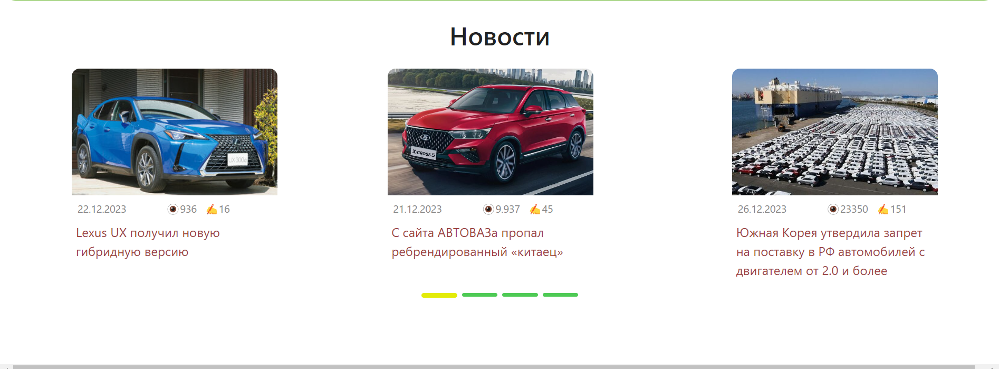 Новости
UX 300e
X-CROSS 5
22.12.2023 936 16
21.12.2023 9.937 45
26.12.2023 23350 151
Lexus UX получил новую
гибридную версию
С сайта АВТОВАЗа пропал
ребрендированный «китаец»
Южная Корея утвердила запрет
на поставку в РФ автомобилей с
двигателем от 2.0 и более